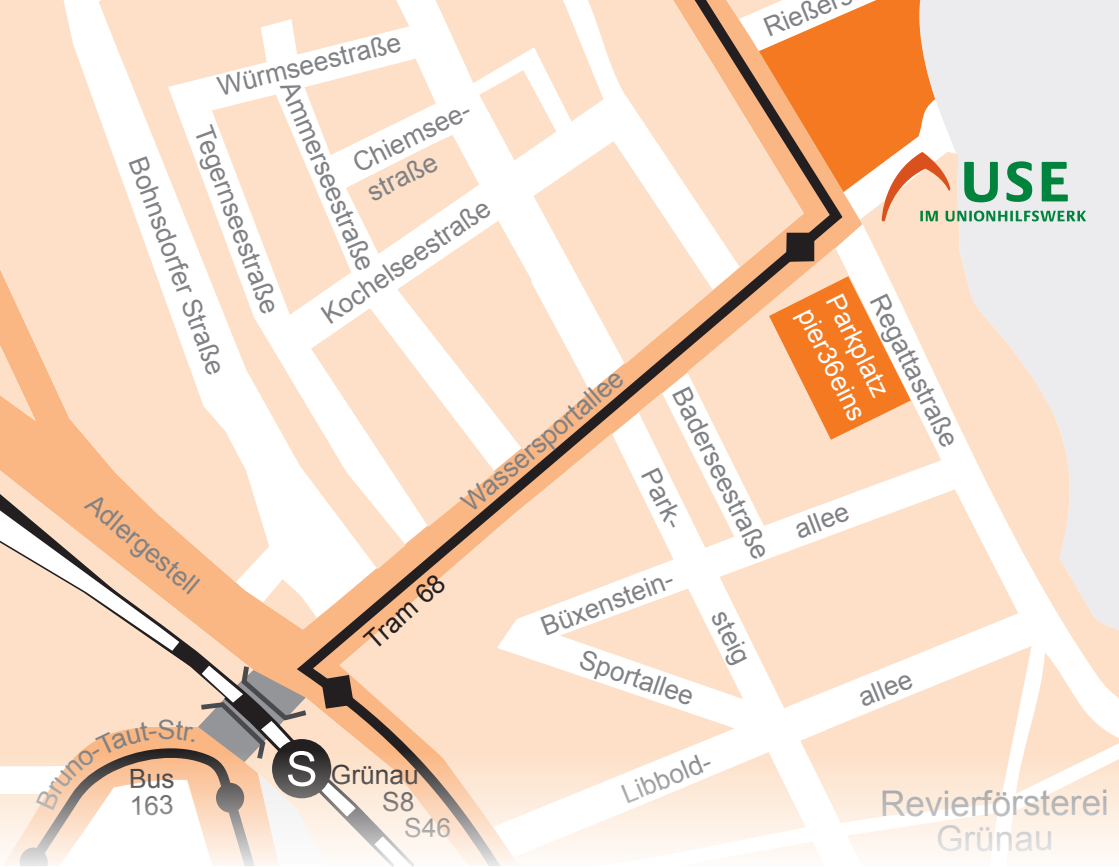 Rießers
Würmseestraße
Ammerseestraße
Chiemsee-
straße
Tegernseestraße
Bohnsdorfer Straße
Kochelseestraße
USE
IM UNIONHILFSWERK
Parkplatz
pier36eins
Regattastraße
Wassersportallee
Baderseestraße
Park-
steig
Adlergestell
Büxenstein-
allee
Tram 68
Sportallee
Libbold-
allee
Bruno-Taut-Str.
Bus
163
S
Grünau
S8
S46
Revierförsterei
Grünau